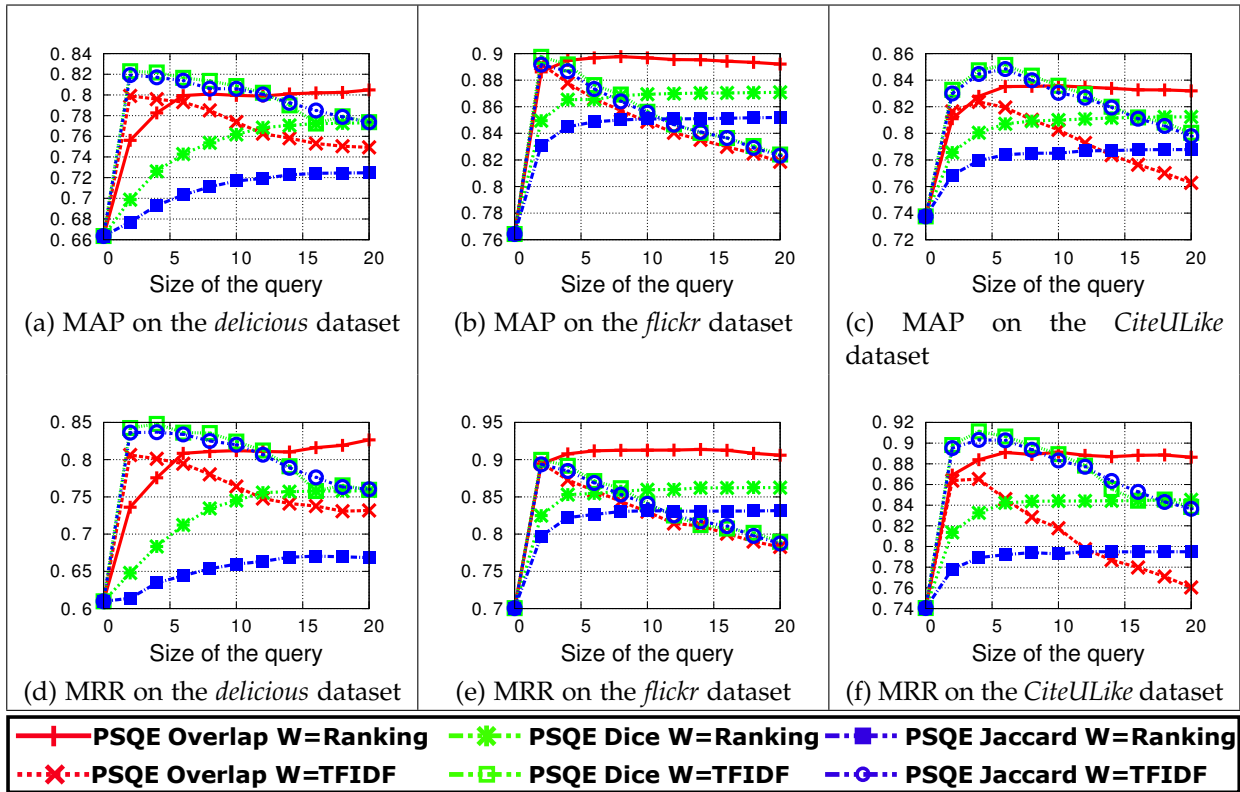 0.84
0.82
0.8
0.78
0.76
0.74
0.72
0.7
0.68
0.66
0 5 10 15 20
Size of the query
(a) MAP on the delicious dataset
0.9
0.88
0.86
0.84
0.82
0.8
0.78
0.76
0 5 10 15 20
Size of the query
(b) MAP on the flickr dataset
0.86
0.84
0.82
0.8
0.78
0.76
0.74
0.72
0 5 10 15 20
Size of the query
(c) MAP on the CiteULike
dataset
0.85
0.8
0.75
0.7
0.65
0.6
0 5 10 15 20
Size of the query
(d) MRR on the delicious dataset
0.95
0.9
0.85
0.8
0.75
0.7
0 5 10 15 20
Size of the query
(e) MRR on the flickr dataset
0.92
0.9
0.88
0.86
0.84
0.82
0.8
0.78
0.76
0.74
0 5 10 15 20
Size of the query
(f) MRR on the CiteULike dataset
PSQE Overlap W=Ranking PSQE Dice W=Ranking PSQE Jaccard W=Ranking
PSQE Overlap W=TFIDF PSQE Dice W=TFIDF PSQE Jaccard W=TFIDF